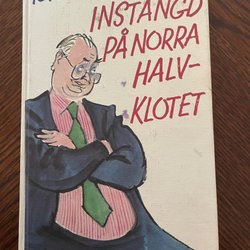 INSTÄNGD
PÅ NORRA
HALV-
KLOTET